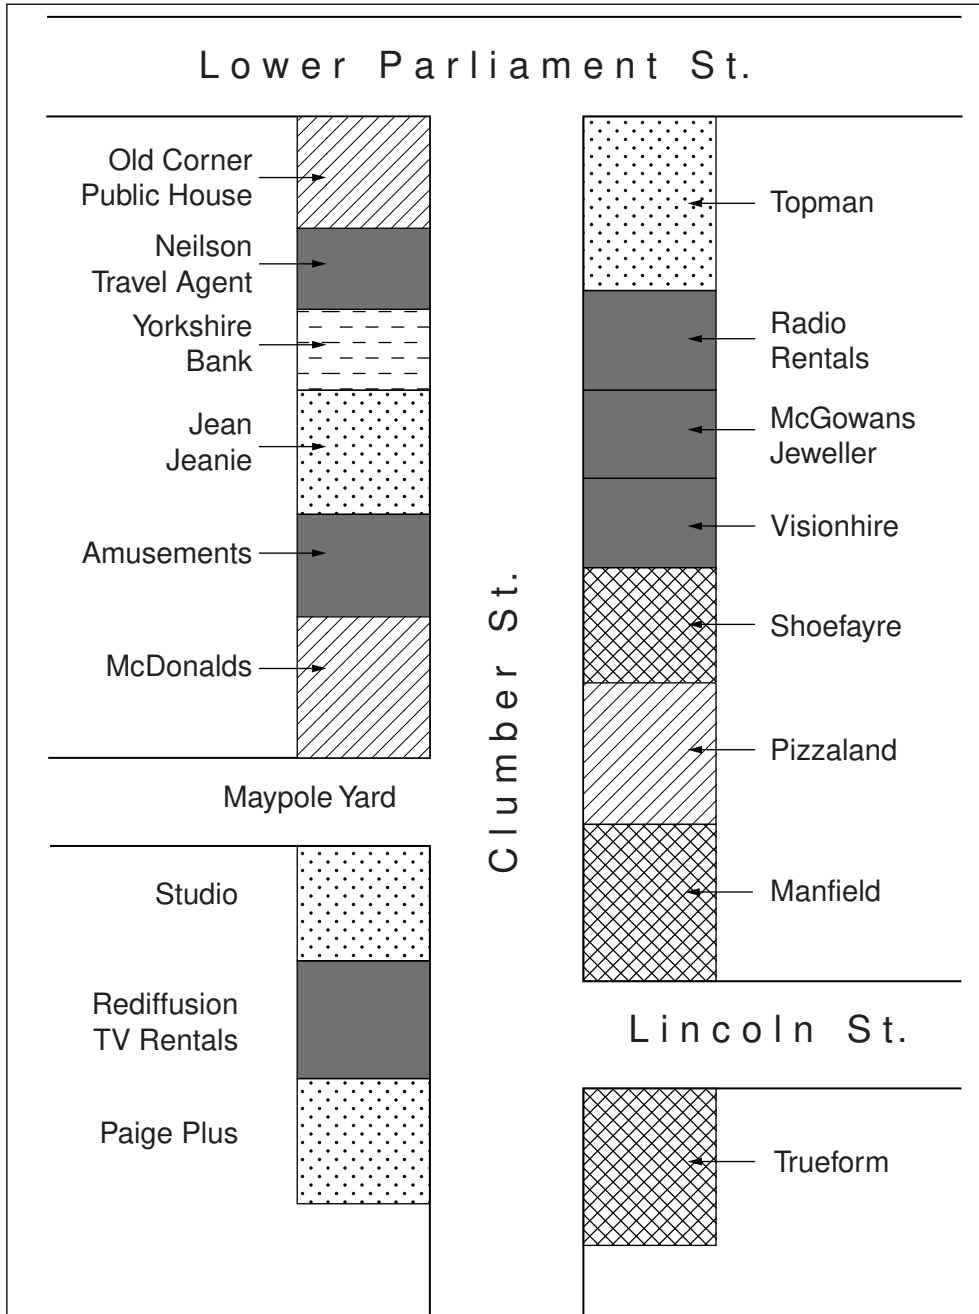 Lower Parliament St.
Old Corner
Public House
Neilson
Travel Agent
Yorkshire
Bank
Jean
Jeanie
Amusements
McDonalds
Maypole Yard
Studio
Rediffusion
TV Rentals
Paige Plus
Clumber St.
Topman
Radio
Rentals
McGowans
Jeweller
Visionhire
Shoefayre
Pizzaland
Manfield
Lincoln St.
Trueform